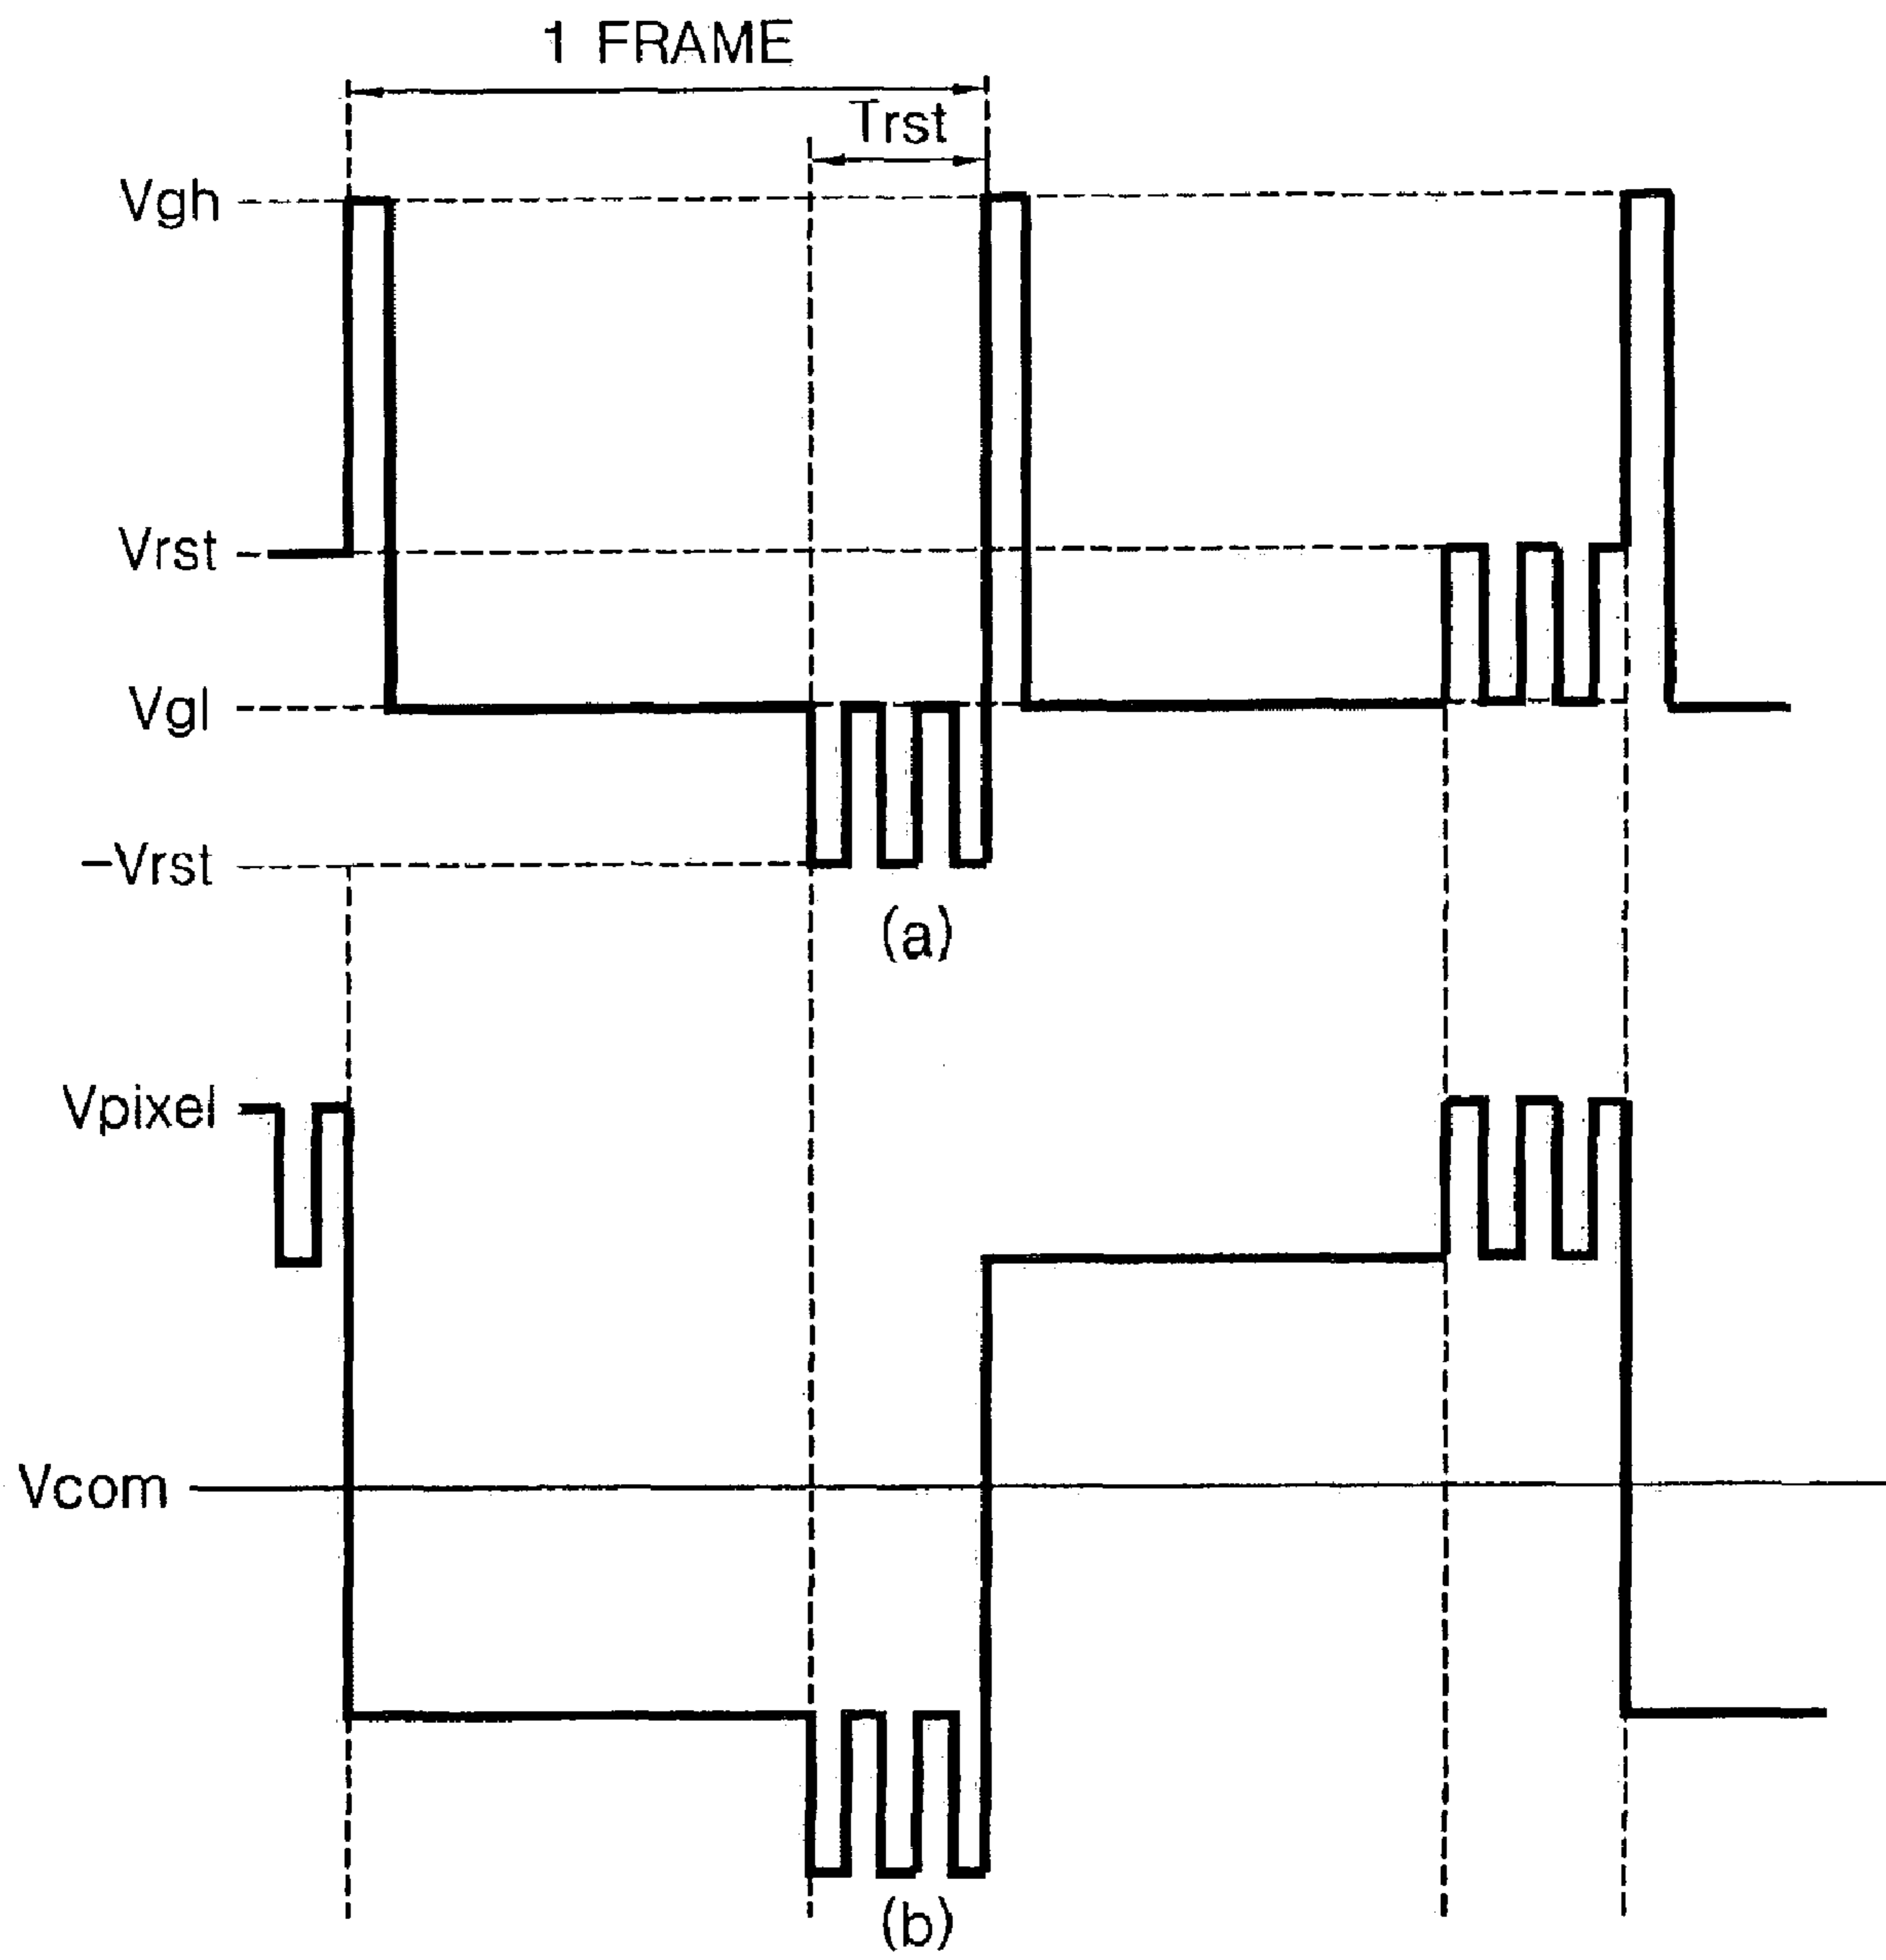 1 FRAME
Trst
Vgh
Vrst
Vgl
−Vrst
(a)
Vpixel
Vcom
(b)